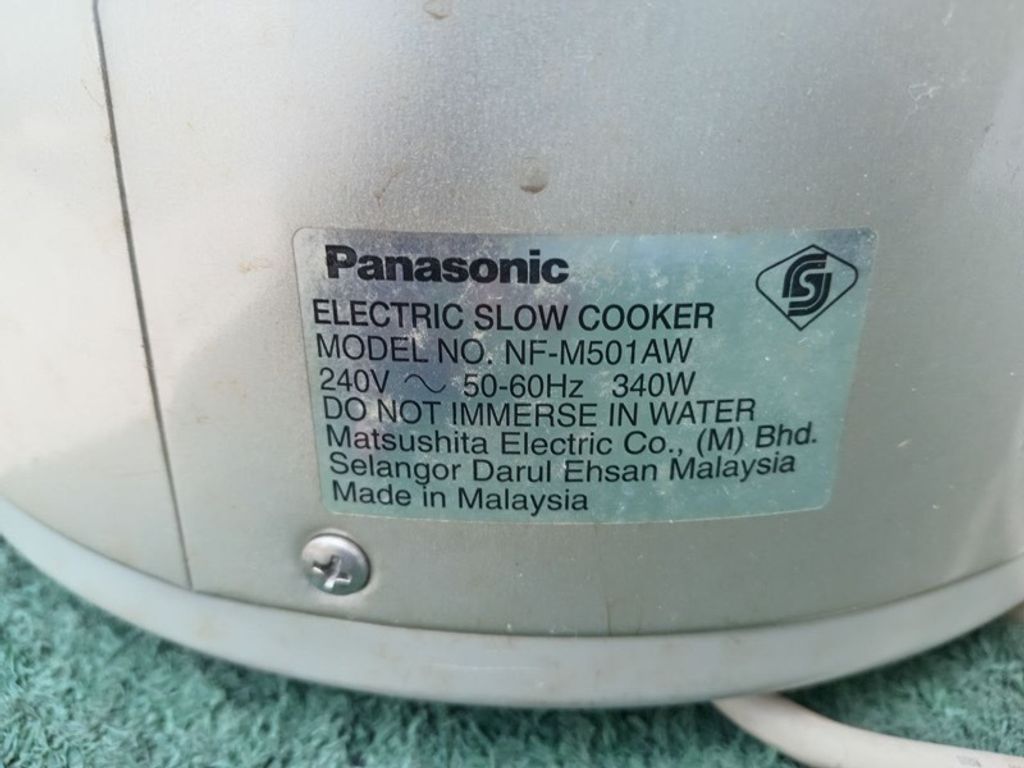 Panasonic
ELECTRIC SLOW COOKER
MODEL NO. NF-M501AW
240V ~ 50-60Hz 340W
DO NOT IMMERSE IN WATER
Matsushita Electric Co., (M) Bhd.
Selangor Darul Ehsan Malaysia
Made in Malaysia